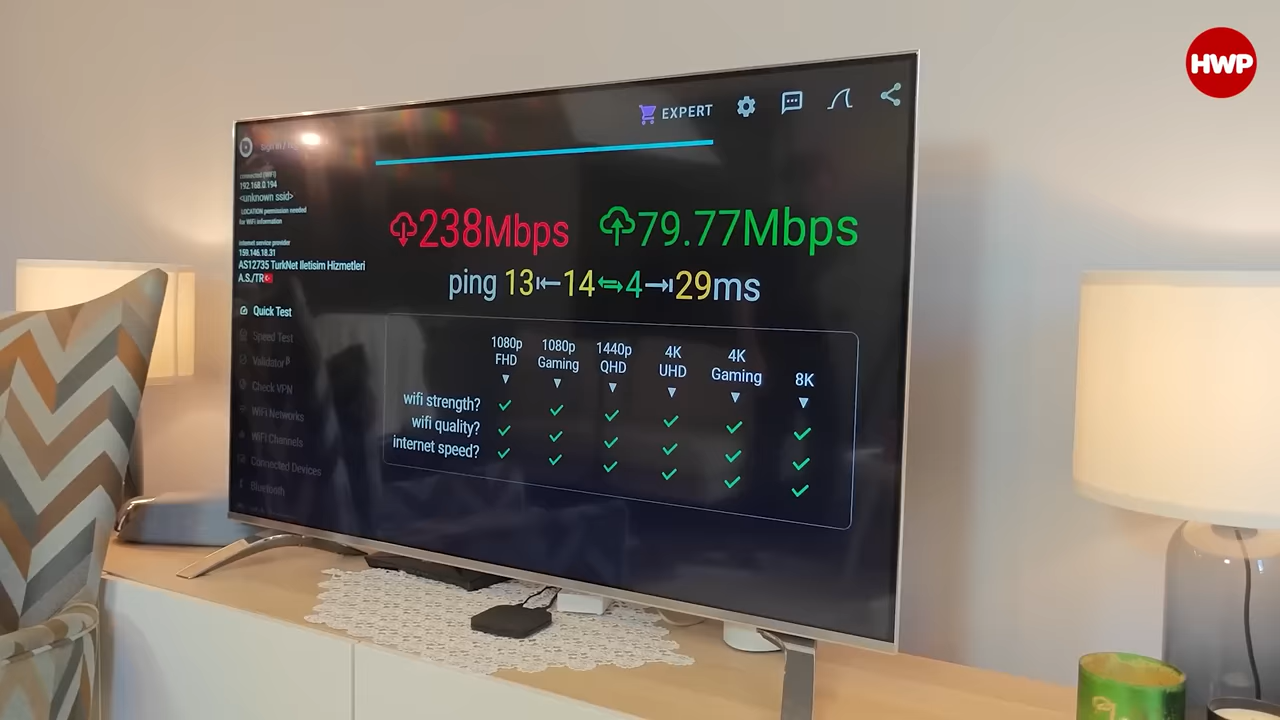 HWP
EXPERT
connected (WiFi)
192.168.0.194
<unknown ssid>
LOCATION permission needed
for WiFi information
internet service provider
159.146.18.31
AS12735 TurkNet Iletisim Hizmetleri
A.S./TR
238Mbps 79.77Mbps
ping 13 14 4 29ms
Quick Test
Speed Test
Validator β
Check VPN
WiFi Networks
WiFi Channels
Connected Devices
Bluetooth
1080p FHD
1080p Gaming
1440p QHD
4K UHD
4K Gaming
8K
wifi strength?
wifi quality?
internet speed?